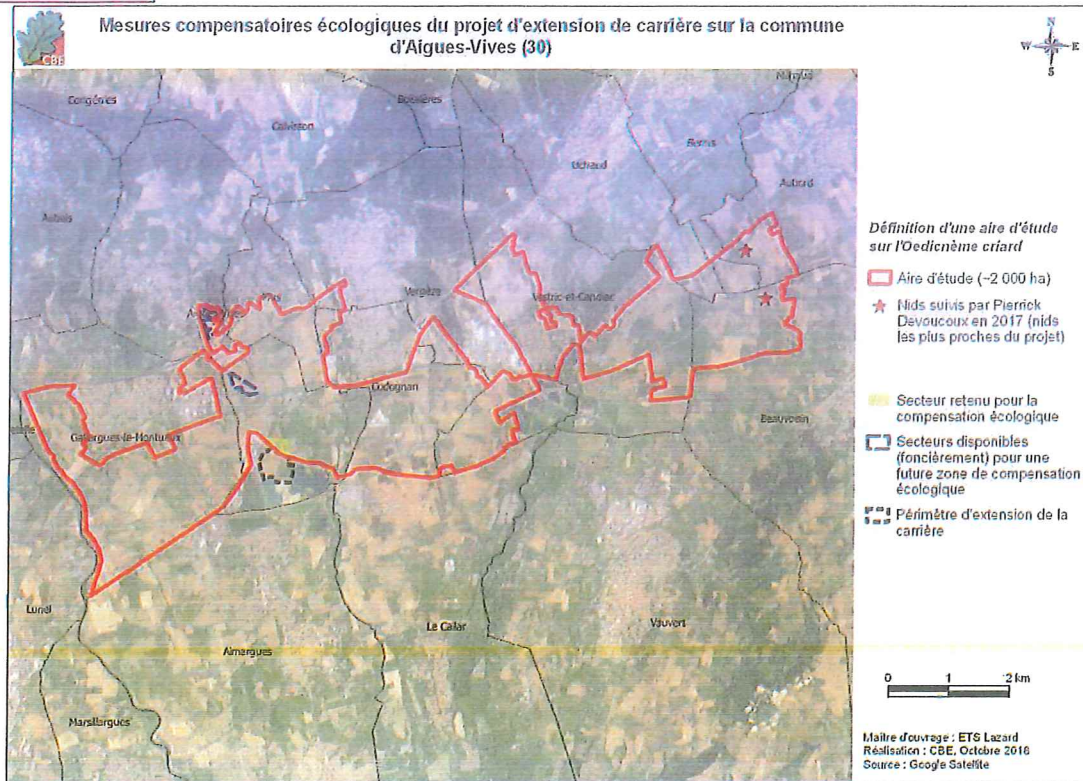 CBE
Mesures compensatoires écologiques du projet d'extension de carrière sur la commune
d'Aigues-Vives (30)
N
W E
S
Congénies
Boissières
Calvisson
Uchaud
Bernis
Aubord
Aubais
Mus
Vergèze
Vestric-et-Candiac
Aigues-Vives
Codognan
Gallargues-le-Montueux
Beauvoisin
Lunel
Le Cailar
Vauvert
Aimargues
Marsillargues
Définition d'une aire d'étude
sur l'Oedicnème criard
Aire d'étude (~2 000 ha)
Nids suivis par Pierrick
Devoucoux en 2017 (nids
les plus proches du projet)
Secteur retenu pour la
compensation écologique
Secteurs disponibles
(foncièrement) pour une
future zone de compensation
écologique
Périmètre d'extension de la
carrière
0 1 2 km
Maître d'ouvrage : ETS Lazard
Réalisation : CBE, Octobre 2018
Source : Google Satellite